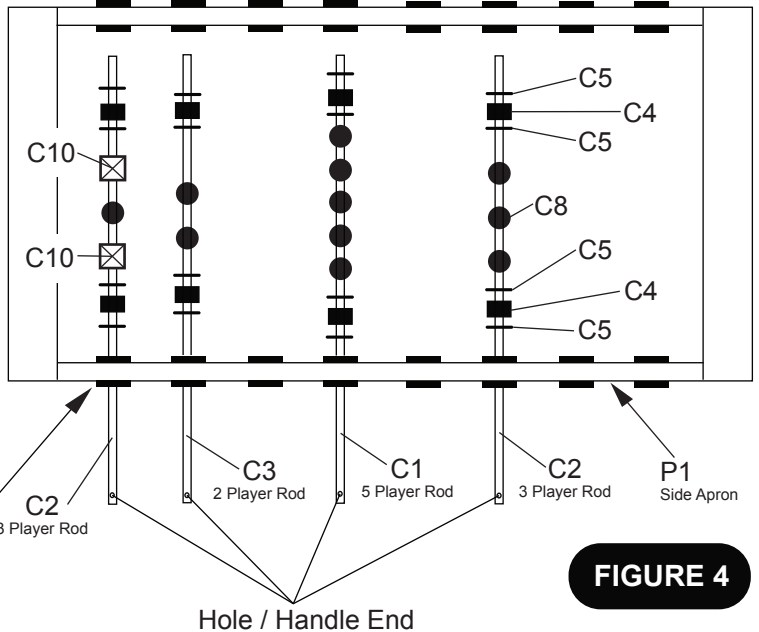 C5
C4
C5
C10
C8
C10
C5
C4
C5
C3
2 Player Rod
C1
5 Player Rod
C2
3 Player Rod
P1
Side Apron
C2
3 Player Rod
FIGURE 4
Hole / Handle End